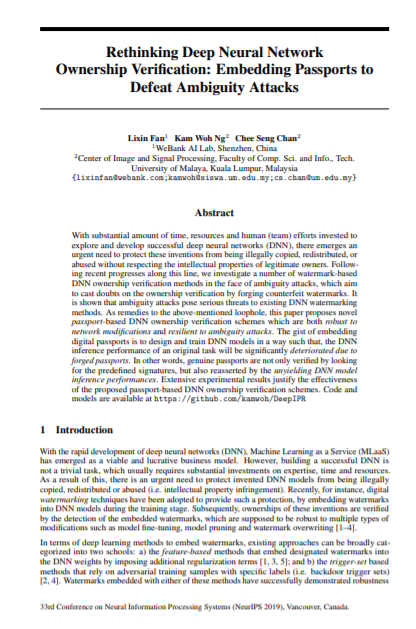 Rethinking Deep Neural Network
Ownership Verification: Embedding Passports to
Defeat Ambiguity Attacks
Lixin Fan¹ Kam Woh Ng² Chee Seng Chan²
¹WeBank AI Lab, Shenzhen, China
²Center of Image and Signal Processing, Faculty of Comp. Sci. and Info., Tech.
University of Malaya, Kuala Lumpur, Malaysia
{lixinfan@webank.com;kamwoh@siswa.um.edu.my;cs.chan@um.edu.my}
Abstract
With substantial amount of time, resources and human (team) efforts invested to
explore and develop successful deep neural networks (DNN), there emerges an
urgent need to protect these inventions from being illegally copied, redistributed, or
abused without respecting the intellectual properties of legitimate owners. Follow-
ing recent progresses along this line, we investigate a number of watermark-based
DNN ownership verification methods in the face of ambiguity attacks, which aim
to cast doubts on the ownership verification by forging counterfeit watermarks. It
is shown that ambiguity attacks pose serious threats to existing DNN watermarking
methods. As remedies to the above-mentioned loophole, this paper proposes novel
passport-based DNN ownership verification schemes which are both robust to
network modifications and resilient to ambiguity attacks. The gist of embedding
digital passports is to design and train DNN models in a way such that, the DNN
inference performance of an original task will be significantly deteriorated due to
forged passports. In other words, genuine passports are not only verified by looking
for the predefined signatures, but also reasserted by the unyielding DNN model
inference performances. Extensive experimental results justify the effectiveness
of the proposed passport-based DNN ownership verification schemes. Code and
models are available at https://github.com/kamwoh/DeepIPR
1 Introduction
With the rapid development of deep neural networks (DNN), Machine Learning as a Service (MLaaS)
has emerged as a viable and lucrative business model. However, building a successful DNN is
not a trivial task, which usually requires substantial investments on expertise, time and resources.
As a result of this, there is an urgent need to protect invented DNN models from being illegally
copied, redistributed or abused (i.e. intellectual property infringement). Recently, for instance, digital
watermarking techniques have been adopted to provide such a protection, by embedding watermarks
into DNN models during the training stage. Subsequently, ownerships of these inventions are verified
by the detection of the embedded watermarks, which are supposed to be robust to multiple types of
modifications such as model fine-tuning, model pruning and watermark overwriting [1–4].
In terms of deep learning methods to embed watermarks, existing approaches can be broadly cat-
egorized into two schools: a) the feature-based methods that embed designated watermarks into
the DNN weights by imposing additional regularization terms [1, 3, 5]; and b) the trigger-set based
methods that rely on adversarial training samples with specific labels (i.e. backdoor trigger sets)
[2, 4]. Watermarks embedded with either of these methods have successfully demonstrated robustness
33rd Conference on Neural Information Processing Systems (NeurIPS 2019), Vancouver, Canada.